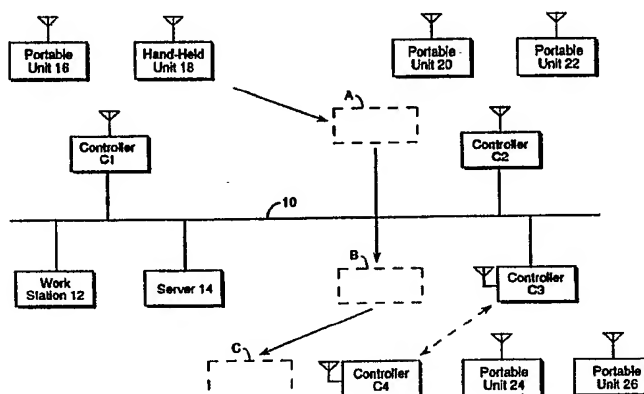 Portable
Unit 16
Hand-Held
Unit 18
Portable
Unit 20
Portable
Unit 22
A
Controller
C1
Controller
C2
10
B
Work
Station 12
Server 14
Controller
C3
C
Controller
C4
Portable
Unit 24
Portable
Unit 26